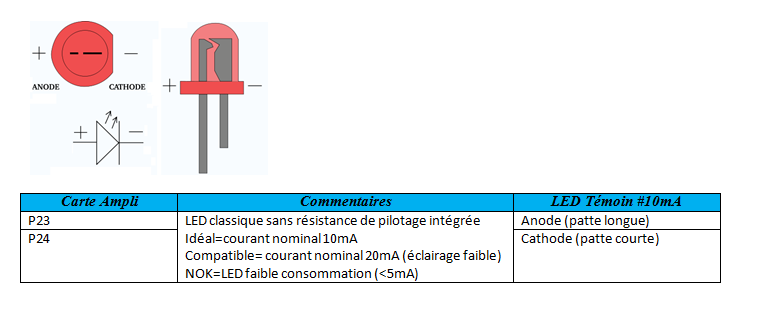 + − +  −
ANODE CATHODE
+ −
Carte Ampli Commentaires LED Témoin #10mA
P23 LED classique sans résistance de pilotage intégrée Anode (patte longue)
P24 Idéal=courant nominal 10mA Cathode (patte courte)
Compatible= courant nominal 20mA (éclairage faible)
NOK=LED faible consommation (<5mA)